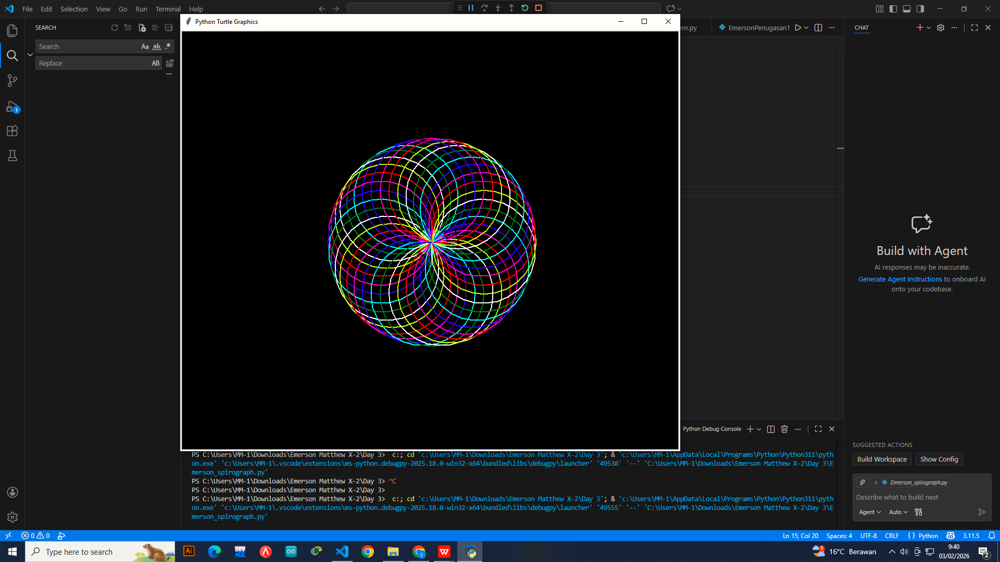 File Edit Selection View Go Run Terminal Help
Python Turtle Graphics
SEARCH
Search
Aa ab .*
Replace
AB
ern.py
EmersonPenugasan1
CHAT
Build with Agent
AI responses may be inaccurate.
Generate Agent Instructions to onboard AI
onto your codebase.
Python Debug Console
PS C:\Users\MM-1\Downloads\Emerson Matthew X-2\Day 3>  c:; cd 'c:\Users\MM-1\Downloads\Emerson Matthew X-2\Day 3'; & 'c:\Users\MM-1\AppData\Local\Programs\Python\Python311\pyth
on.exe' 'c:\Users\MM-1\.vscode\extensions\ms-python.debugpy-2025.18.0-win32-x64\bundled\libs\debugpy\launcher' '49538' '--' 'C:\Users\MM-1\Downloads\Emerson Matthew X-2\Day 3\E
merson_spirograph.py'
PS C:\Users\MM-1\Downloads\Emerson Matthew X-2\Day 3> ^C
PS C:\Users\MM-1\Downloads\Emerson Matthew X-2\Day 3>
PS C:\Users\MM-1\Downloads\Emerson Matthew X-2\Day 3>  c:; cd 'c:\Users\MM-1\Downloads\Emerson Matthew X-2\Day 3'; & 'c:\Users\MM-1\AppData\Local\Programs\Python\Python311\pyth
on.exe' 'c:\Users\MM-1\.vscode\extensions\ms-python.debugpy-2025.18.0-win32-x64\bundled\libs\debugpy\launcher' '49555' '--' 'C:\Users\MM-1\Downloads\Emerson Matthew X-2\Day 3\E
merson_spirograph.py'
SUGGESTED ACTIONS
Build Workspace Show Config
Emerson_spirograph.py
Describe what to build next
Agent Auto
1
0 0
Ln 15, Col 20 Spaces: 4 UTF-8 CRLF { } Python 3.11.5
Type here to search
Ai
DEV
C++
E
W
5
16°C Berawan
9:40
03/02/2026
2